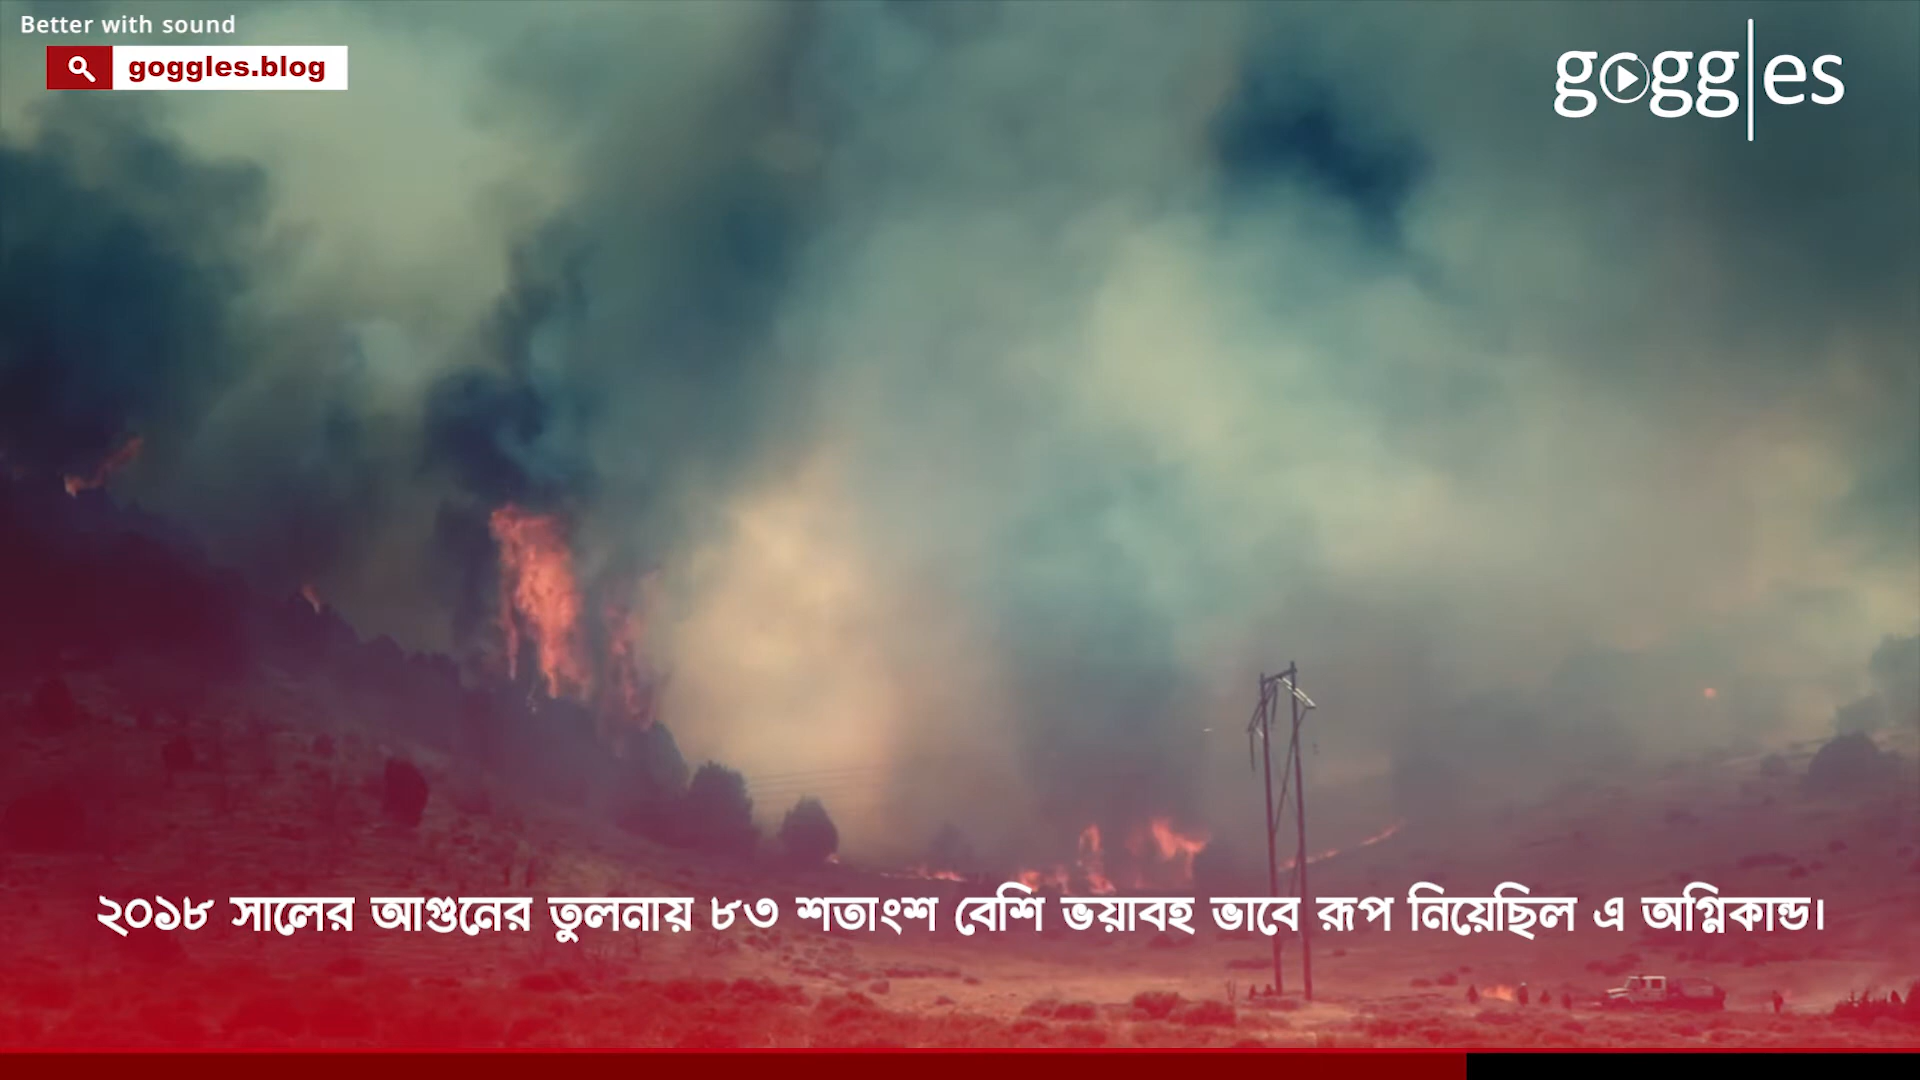 Better with sound
goggles.blog
goggles
২০১৮ সালের আগুনের তুলনায় ৮৩ শতাংশ বেশি ভয়াবহ ভাবে রূপ নিয়েছিল এ অগ্নিকান্ড।